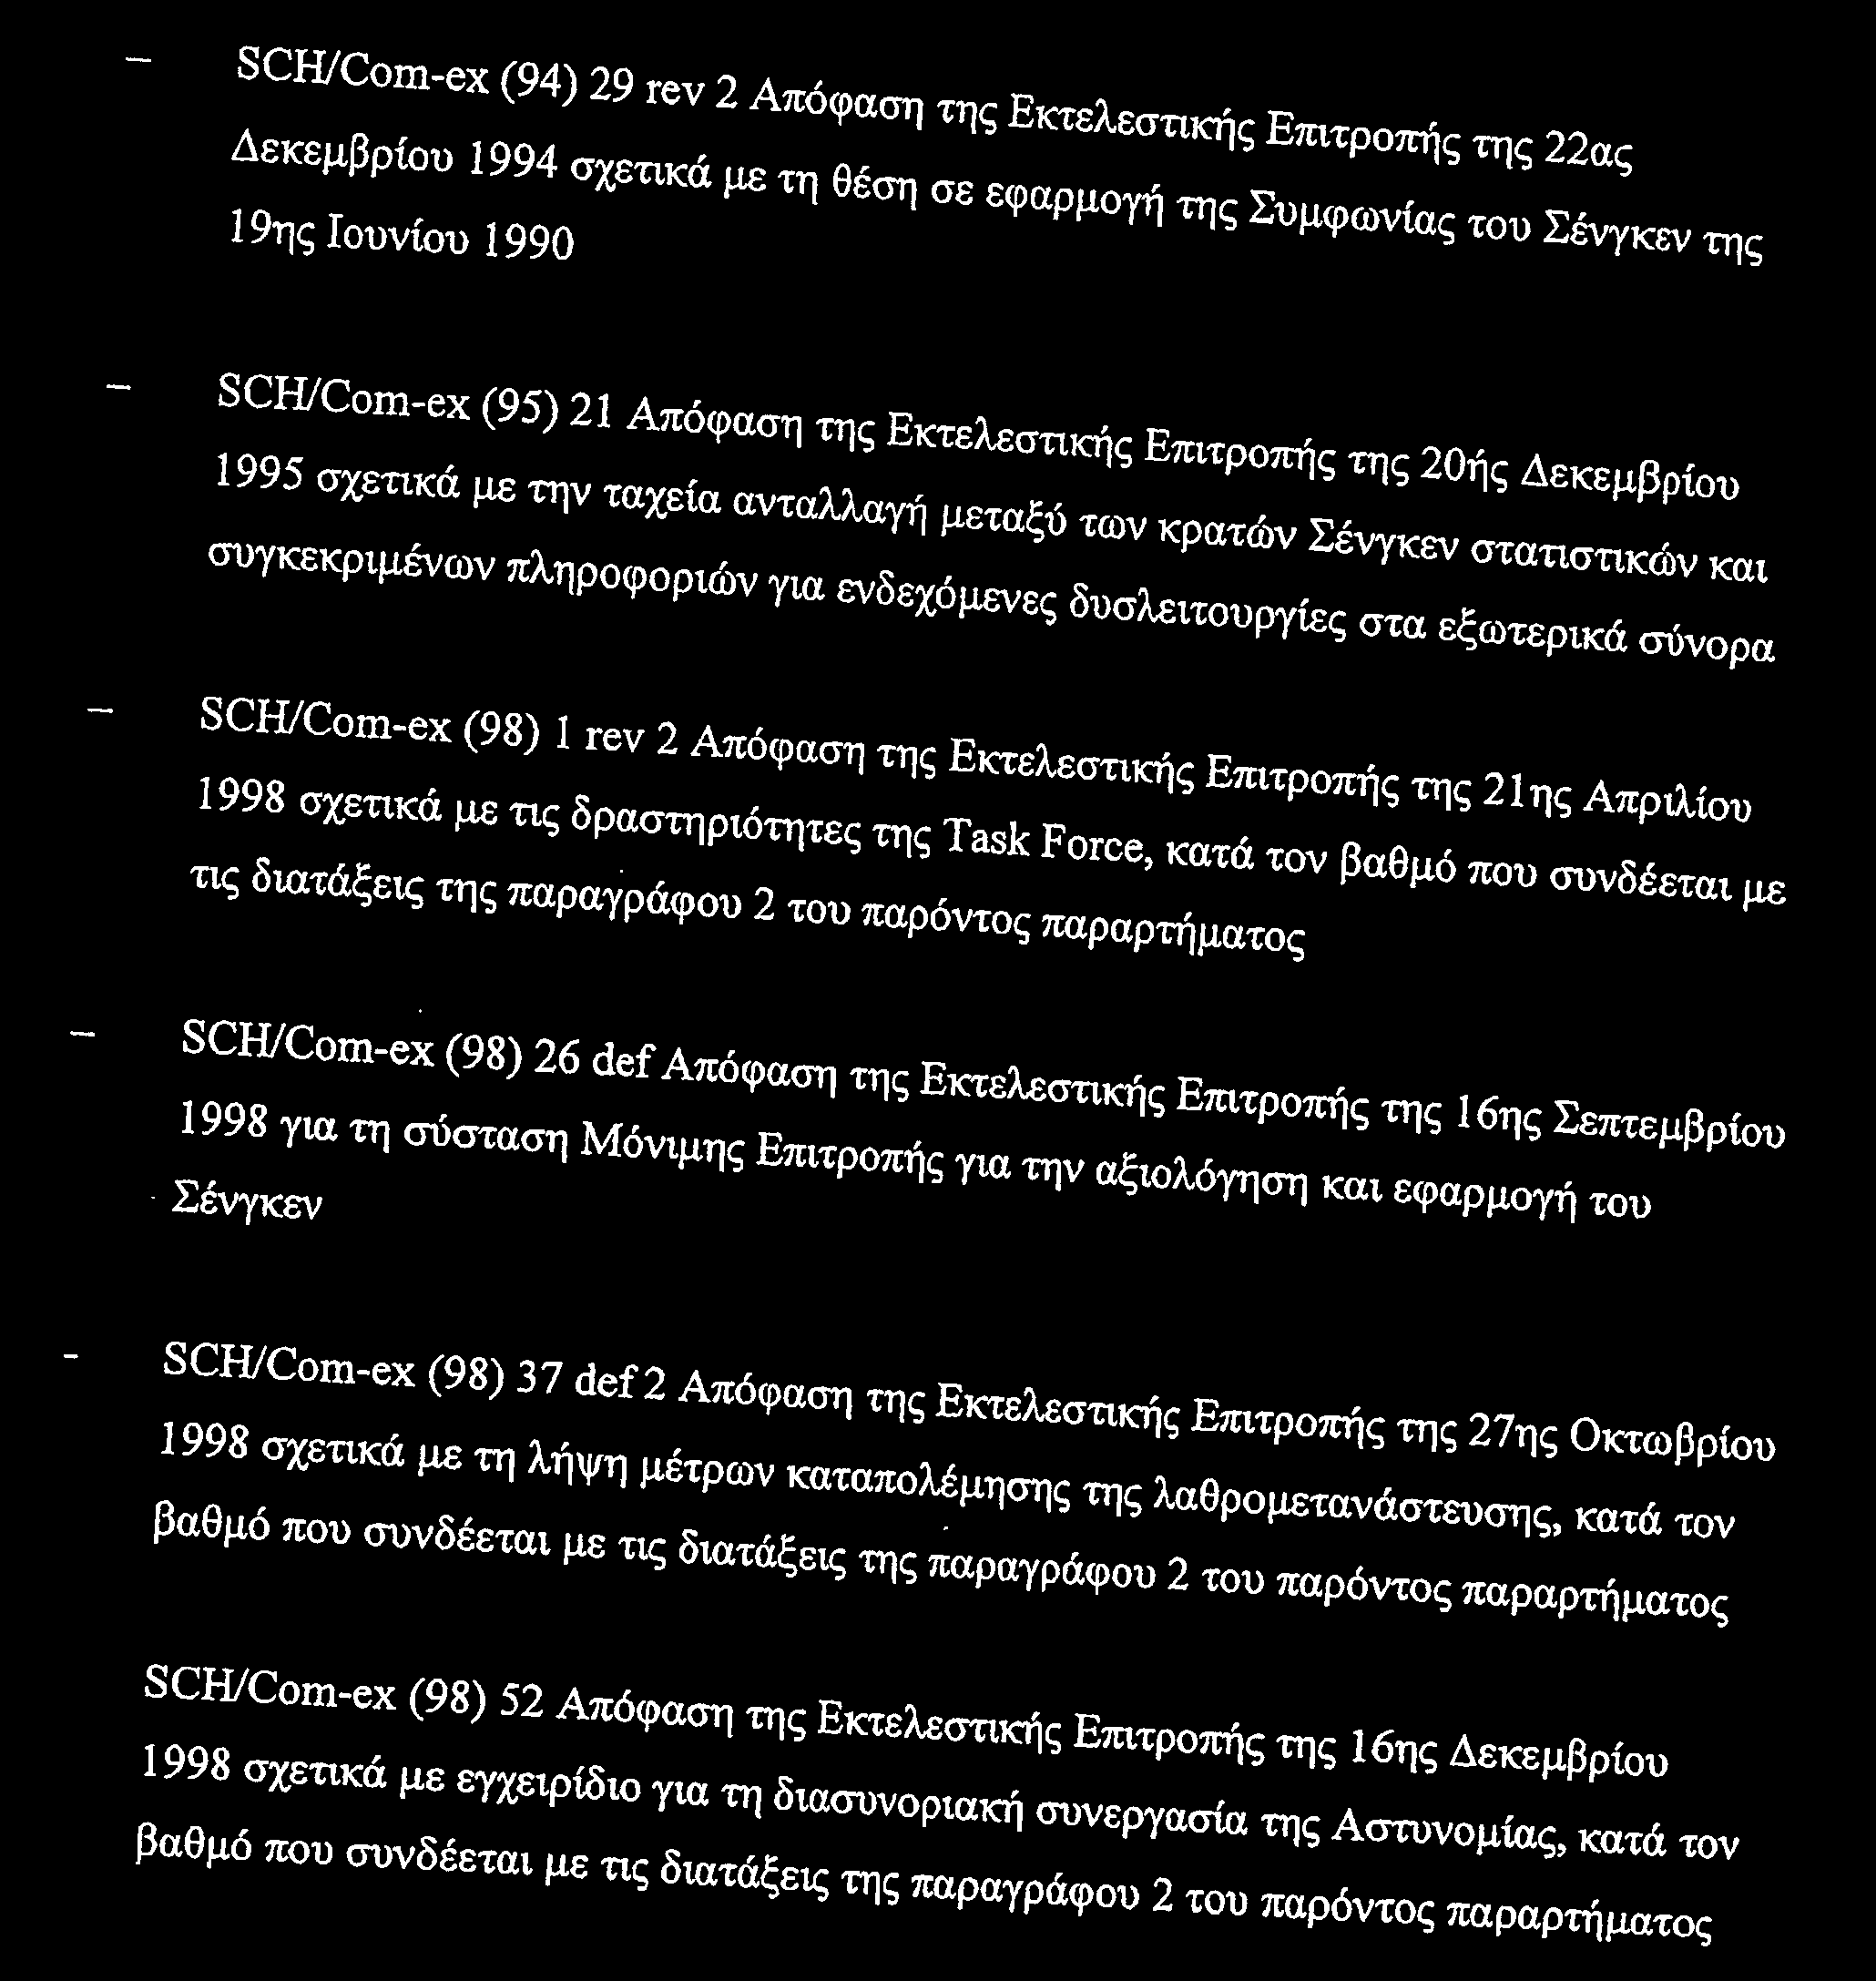 – SCH/Com-ex (94) 29 rev 2 Απόφαση της Εκτελεστικής Επιτροπής της 22ας
Δεκεμβρίου 1994 σχετικά με τη θέση σε εφαρμογή της Συμφωνίας του Σένγκεν της
19ης Ιουνίου 1990
– SCH/Com-ex (95) 21 Απόφαση της Εκτελεστικής Επιτροπής της 20ής Δεκεμβρίου
1995 σχετικά με την ταχεία ανταλλαγή μεταξύ των κρατών Σένγκεν στατιστικών και
συγκεκριμένων πληροφοριών για ενδεχόμενες δυσλειτουργίες στα εξωτερικά σύνορα
– SCH/Com-ex (98) 1 rev 2 Απόφαση της Εκτελεστικής Επιτροπής της 21ης Απριλίου
1998 σχετικά με τις δραστηριότητες της Task Force, κατά τον βαθμό που συνδέεται με
τις διατάξεις της παραγράφου 2 του παρόντος παραρτήματος
– SCH/Com-ex (98) 26 def Απόφαση της Εκτελεστικής Επιτροπής της 16ης Σεπτεμβρίου
1998 για τη σύσταση Μόνιμης Επιτροπής για την αξιολόγηση και εφαρμογή του
Σένγκεν
- SCH/Com-ex (98) 37 def 2 Απόφαση της Εκτελεστικής Επιτροπής της 27ης Οκτωβρίου
1998 σχετικά με τη λήψη μέτρων καταπολέμησης της λαθρομετανάστευσης, κατά τον
βαθμό που συνδέεται με τις διατάξεις της παραγράφου 2 του παρόντος παραρτήματος
SCH/Com-ex (98) 52 Απόφαση της Εκτελεστικής Επιτροπής της 16ης Δεκεμβρίου
1998 σχετικά με εγχειρίδιο για τη διασυνοριακή συνεργασία της Αστυνομίας, κατά τον
βαθμό που συνδέεται με τις διατάξεις της παραγράφου 2 του παρόντος παραρτήματος